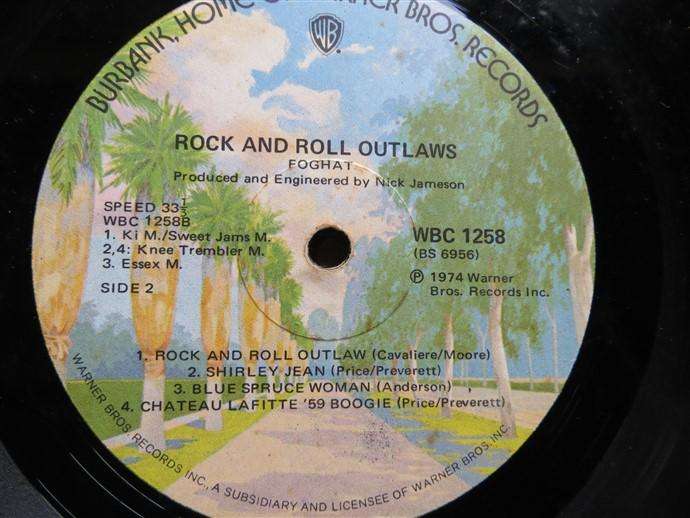 BURBANK, HOME OF WARNER BROS. RECORDS
WB
ROCK AND ROLL OUTLAWS
FOGHAT
Produced and Engineered by Nick Jameson
SPEED 33⅓
WBC 1258B
1. Ki M./Sweet Jams M.
2,4: Knee Trembler M.
3. Essex M.
SIDE 2
WBC 1258
(BS 6956)
℗ 1974 Warner
Bros. Records Inc.
1. ROCK AND ROLL OUTLAW (Cavaliere/Moore)
2. SHIRLEY JEAN (Price/Preverett)
3. BLUE SPRUCE WOMAN (Anderson)
4. CHATEAU LAFITTE '59 BOOGIE (Price/Preverett)
WARNER BROS. RECORDS INC., A SUBSIDIARY AND LICENSEE OF WARNER BROS. INC.